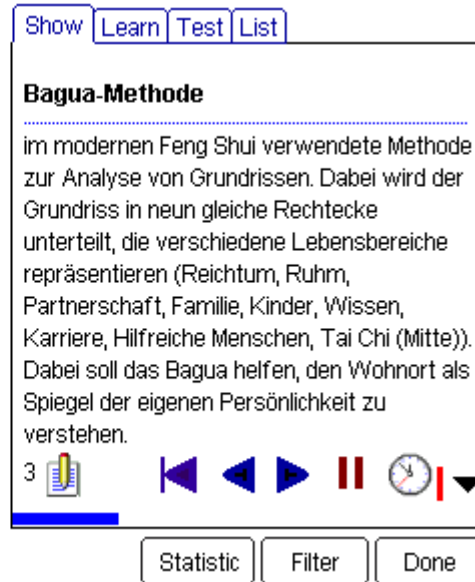 Show Learn Test List
Bagua-Methode
im modernen Feng Shui verwendete Methode
zur Analyse von Grundrissen. Dabei wird der
Grundriss in neun gleiche Rechtecke
unterteilt, die verschiedene Lebensbereiche
repräsentieren (Reichtum, Ruhm,
Partnerschaft, Familie, Kinder, Wissen,
Karriere, Hilfreiche Menschen, Tai Chi (Mitte)).
Dabei soll das Bagua helfen, den Wohnort als
Spiegel der eigenen Persönlichkeit zu
verstehen.
3
Statistic Filter Done